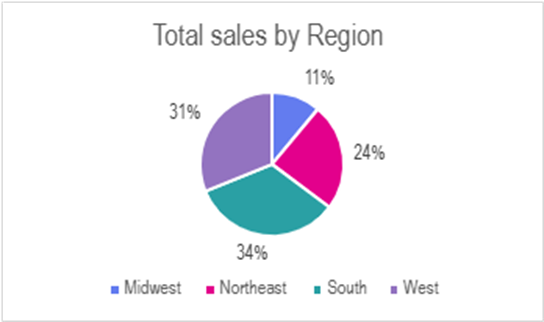 Total sales by Region
11%
31%
24%
34%
Midwest Northeast South West